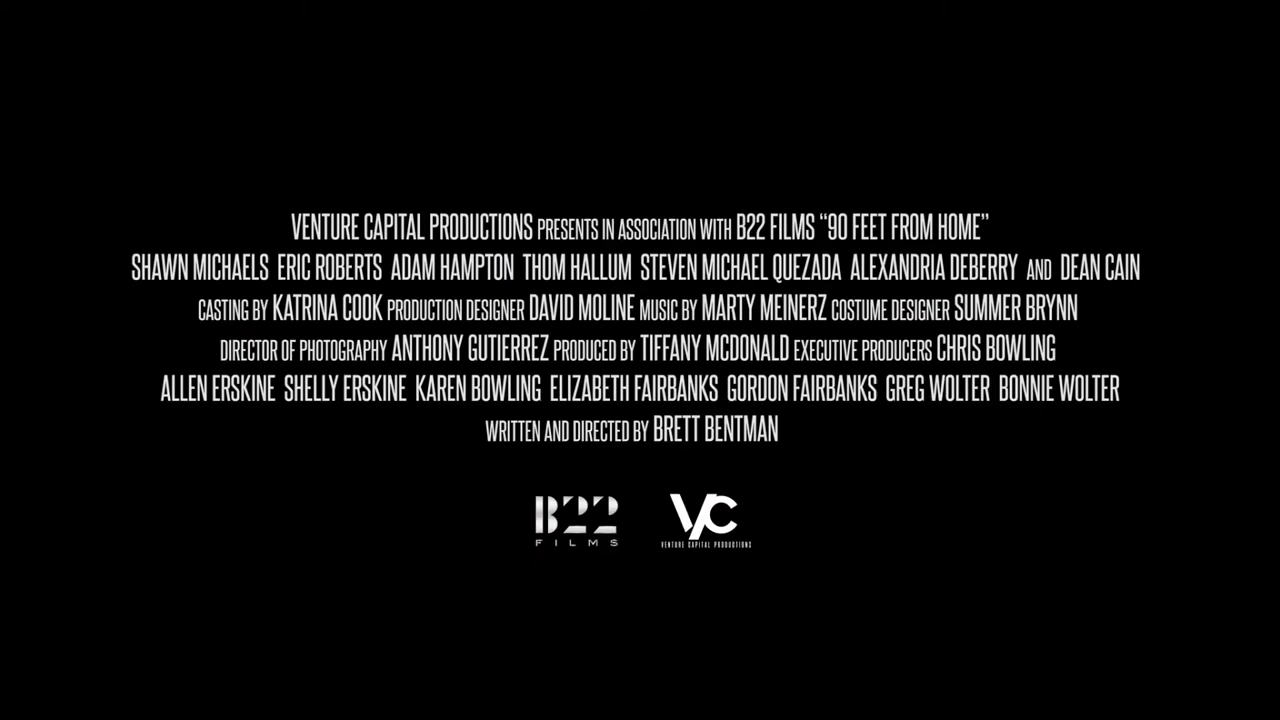 VENTURE CAPITAL PRODUCTIONS PRESENTS IN ASSOCIATION WITH B22 FILMS “90 FEET FROM HOME”
SHAWN MICHAELS ERIC ROBERTS ADAM HAMPTON THOM HALLUM STEVEN MICHAEL QUEZADA ALEXANDRIA DEBERRY AND DEAN CAIN
CASTING BY KATRINA COOK PRODUCTION DESIGNER DAVID MOLINE MUSIC BY MARTY MEINERZ COSTUME DESIGNER SUMMER BRYNN
DIRECTOR OF PHOTOGRAPHY ANTHONY GUTIERREZ PRODUCED BY TIFFANY MCDONALD EXECUTIVE PRODUCERS CHRIS BOWLING
ALLEN ERSKINE SHELLY ERSKINE KAREN BOWLING ELIZABETH FAIRBANKS GORDON FAIRBANKS GREG WOLTER BONNIE WOLTER
WRITTEN AND DIRECTED BY BRETT BENTMAN
B22 VC
FILMS VENTURE CAPITAL PRODUCTIONS